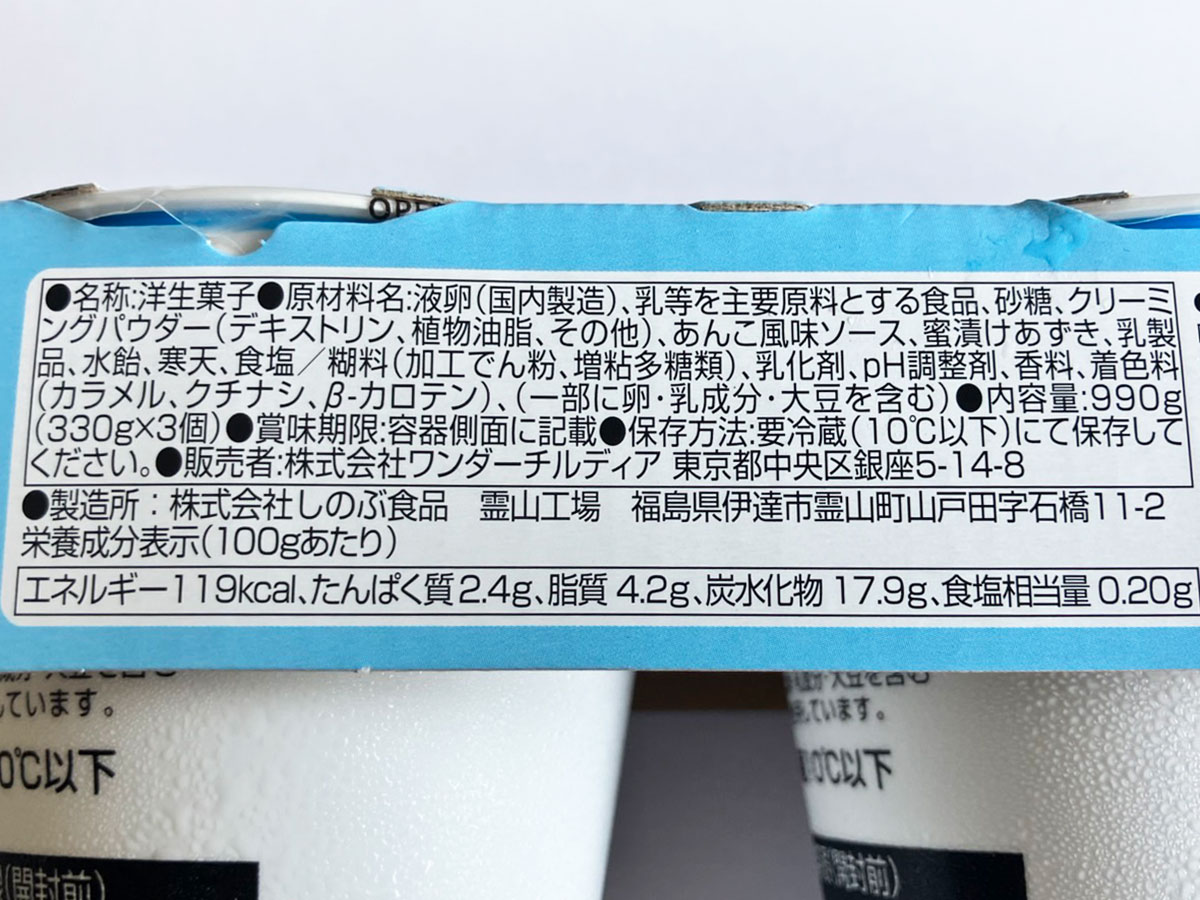 OPE
●名称:洋生菓子●原材料名:液卵(国内製造)、乳等を主要原料とする食品、砂糖、クリーミ
ングパウダー(デキストリン、植物油脂、その他)、あんこ風味ソース、蜜漬けあずき、乳製
品、水飴、寒天、食塩/糊料(加工でん粉、増粘多糖類)、乳化剤、pH調整剤、香料、着色料
(カラメル、クチナシ、β-カロテン)、(一部に卵・乳成分・大豆を含む)●内容量:990g
(330g×3個)●賞味期限:容器側面に記載●保存方法:要冷蔵(10℃以下)にて保存して
ください。●販売者:株式会社ワンダーチルディア 東京都中央区銀座5-14-8
●製造所:株式会社しのぶ食品 霊山工場 福島県伊達市霊山町山戸田字石橋11-2
栄養成分表示(100gあたり)
エネルギー119kcal、たんぱく質2.4g、脂質 4.2g、炭水化物 17.9g、食塩相当量 0.20g
ています。
0℃以下
(開封前)
大豆を含む
しています。
0℃以下
(開封前)